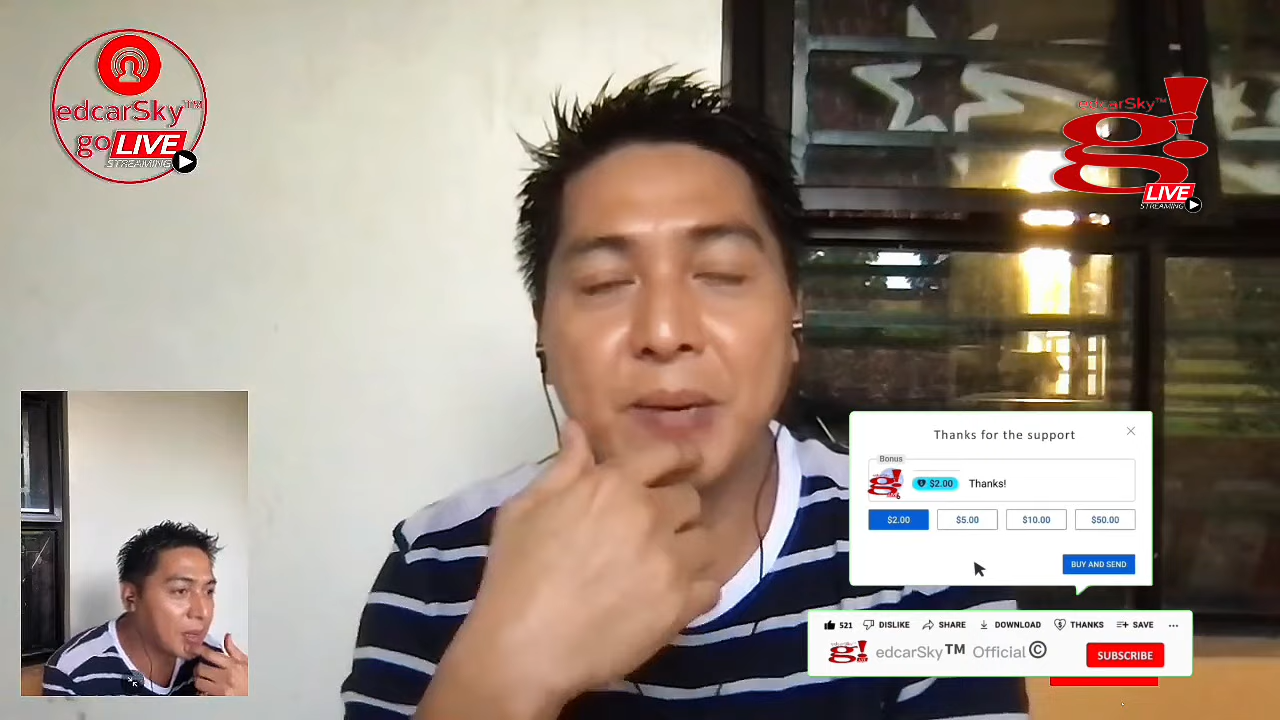 edcarSky™
go LIVE
STREAMING
edcarSky™
g!
LIVE
STREAMING
Thanks for the support
Bonus
g!
$2.00 Thanks!
$2.00 $5.00 $10.00 $50.00
BUY AND SEND
521 DISLIKE SHARE DOWNLOAD THANKS SAVE
g! edcarSky™ Official©
SUBSCRIBE